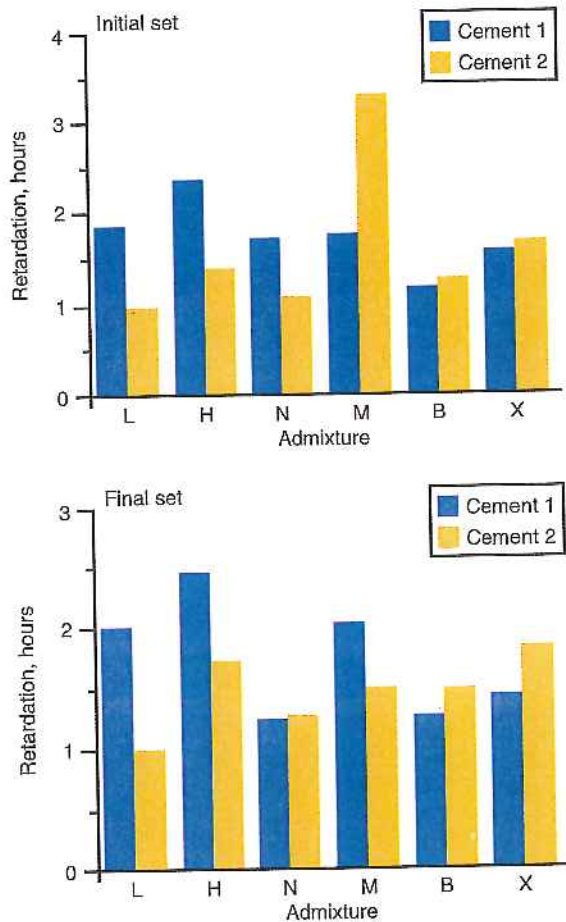 Initial set
Cement 1
Cement 2
4
3
2
1
0
Retardation, hours
L H N M B X
Admixture
Final set
Cement 1
Cement 2
3
2
1
0
Retardation, hours
L H N M B X
Admixture